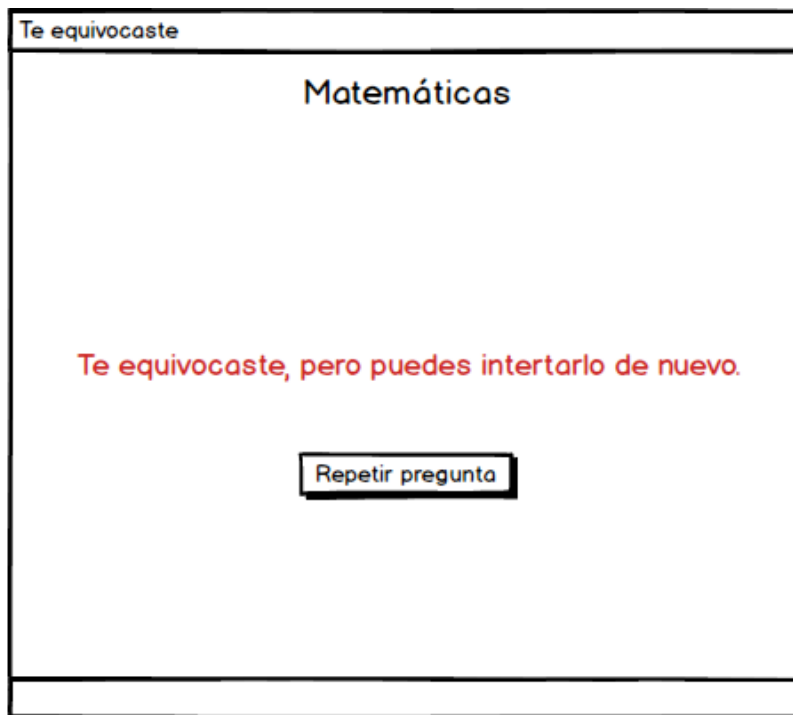 Te equivocaste
Matemáticas
Te equivocaste, pero puedes intertarlo de nuevo.
Repetir pregunta